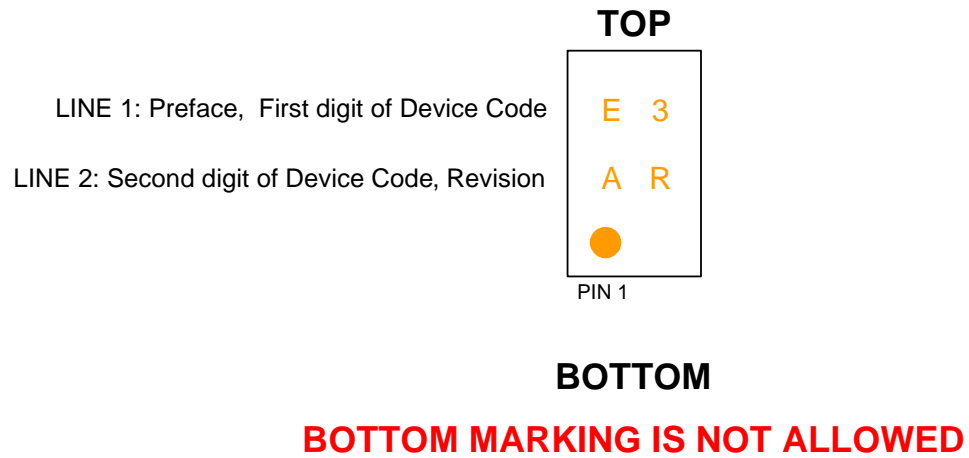 TOP
LINE 1: Preface, First digit of Device Code
E 3
LINE 2: Second digit of Device Code, Revision
A R
PIN 1
BOTTOM
BOTTOM MARKING IS NOT ALLOWED